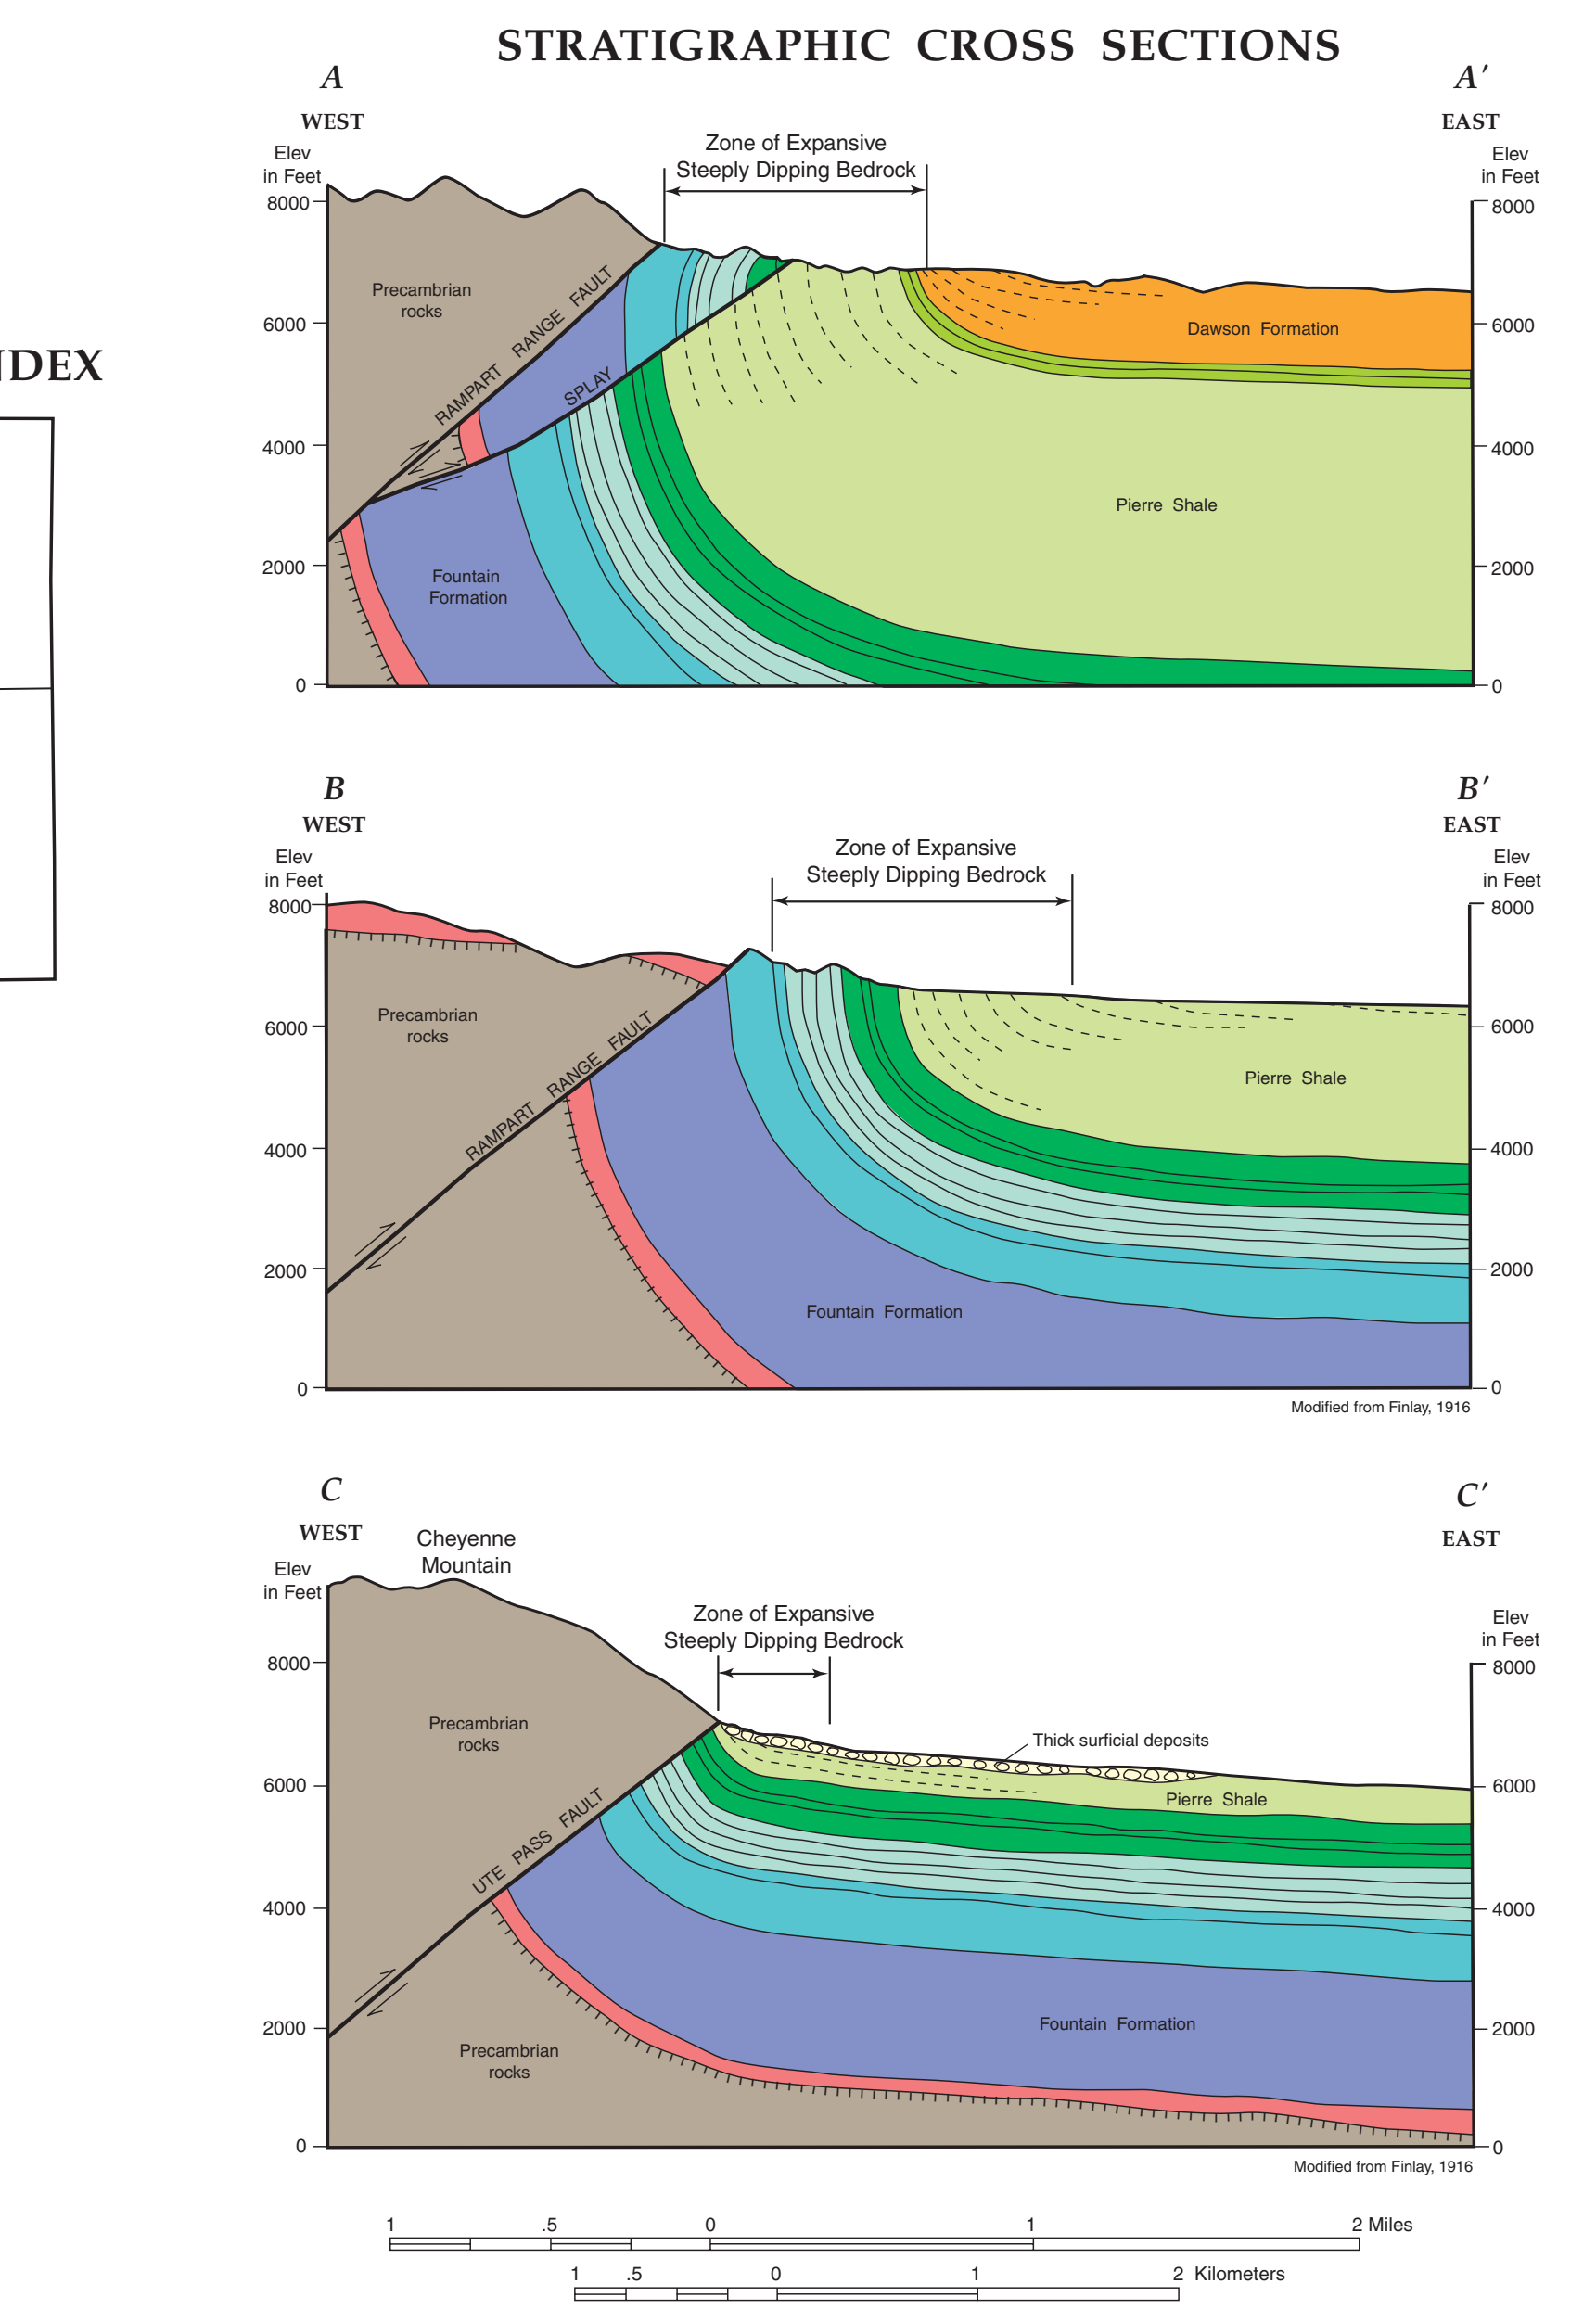 STRATIGRAPHIC CROSS SECTIONS
A
A′
WEST
EAST
Zone of Expansive
Steeply Dipping Bedrock
Elev
in Feet
Elev
in Feet
8000
8000
Precambrian
rocks
RAMPART RANGE FAULT
6000
6000
Dawson Formation
SPLAY
4000
4000
Pierre Shale
2000
2000
Fountain
Formation
0
0
NDEX
B
B′
WEST
EAST
Zone of Expansive
Steeply Dipping Bedrock
Elev
in Feet
Elev
in Feet
8000
8000
Precambrian
rocks
6000
6000
RAMPART RANGE FAULT
Pierre Shale
4000
4000
2000
2000
Fountain Formation
0
0
Modified from Finlay, 1916
C
C′
WEST
EAST
Cheyenne
Mountain
Elev
in Feet
Zone of Expansive
Steeply Dipping Bedrock
Elev
in Feet
8000
8000
Precambrian
rocks
Thick surficial deposits
6000
6000
Pierre Shale
UTE PASS FAULT
4000
4000
2000
2000
Fountain Formation
Precambrian
rocks
0
0
Modified from Finlay, 1916
1 .5 0 1 2 Miles
1 .5 0 1 2 Kilometers